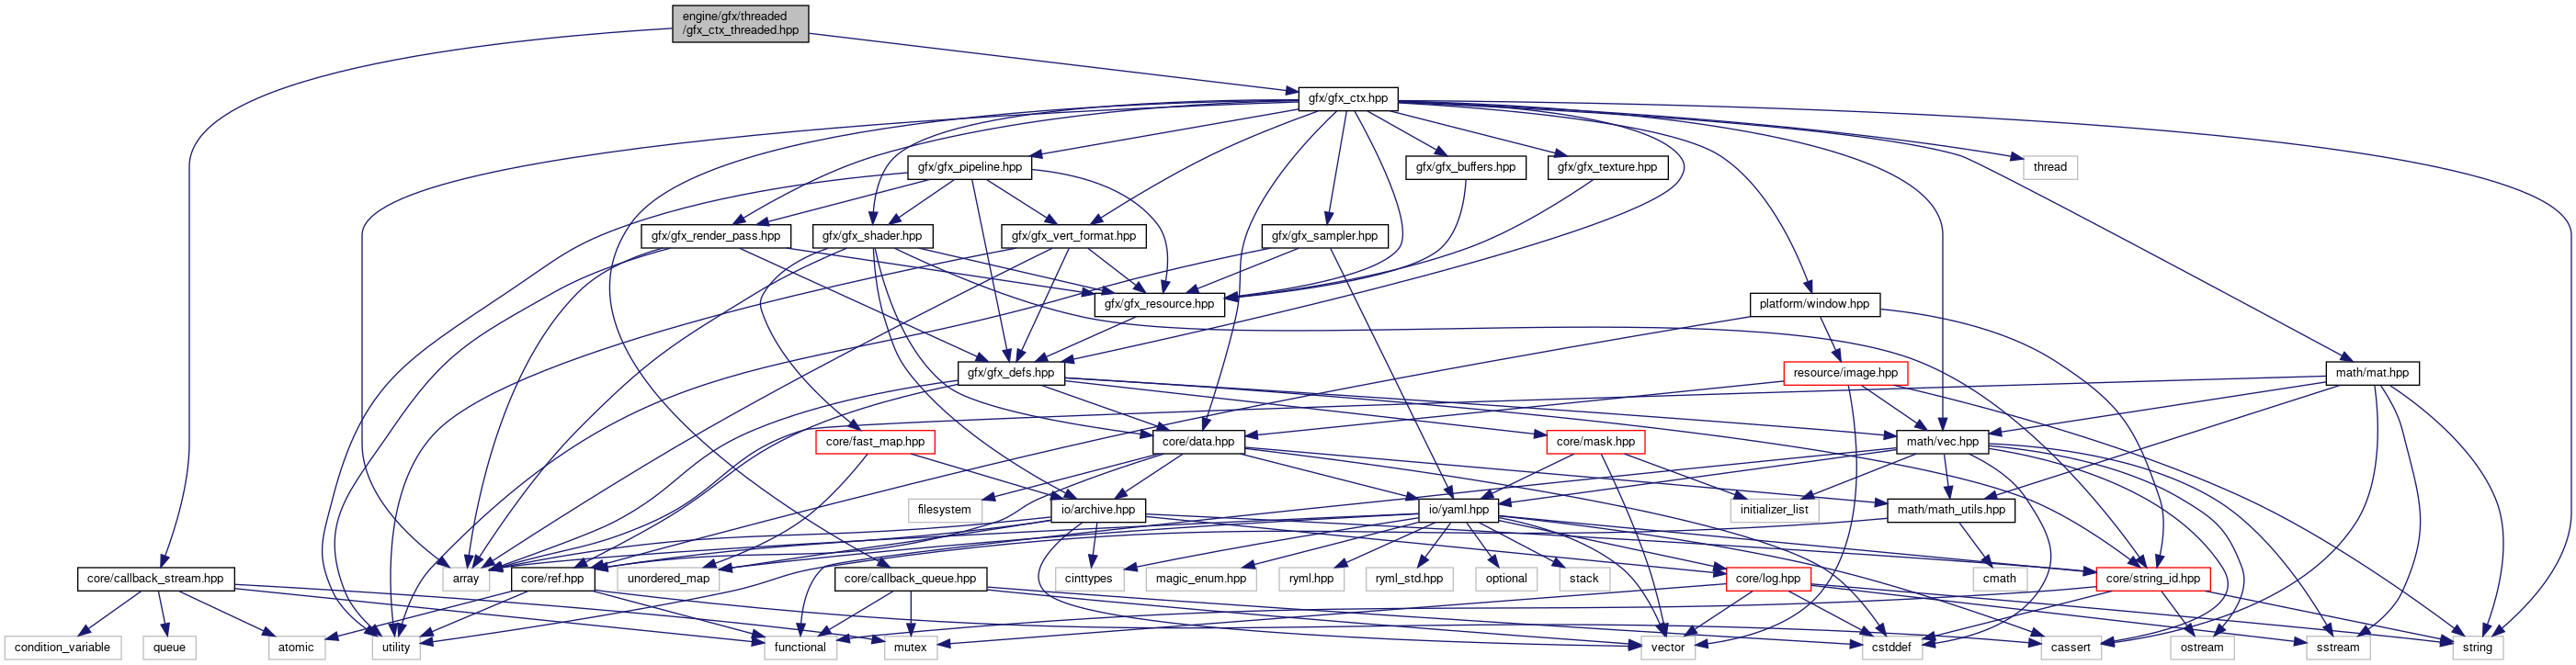 engine/gfx/threaded
/gfx_ctx_threaded.hpp
gfx/gfx_ctx.hpp
gfx/gfx_pipeline.hpp
gfx/gfx_buffers.hpp
gfx/gfx_texture.hpp
thread
gfx/gfx_render_pass.hpp
gfx/gfx_shader.hpp
gfx/gfx_vert_format.hpp
gfx/gfx_sampler.hpp
gfx/gfx_resource.hpp
platform/window.hpp
gfx/gfx_defs.hpp
resource/image.hpp
math/mat.hpp
core/fast_map.hpp
core/data.hpp
core/mask.hpp
math/vec.hpp
filesystem
io/archive.hpp
io/yaml.hpp
initializer_list
math/math_utils.hpp
core/callback_stream.hpp
array
core/ref.hpp
unordered_map
core/callback_queue.hpp
cinttypes
magic_enum.hpp
ryml.hpp
ryml_std.hpp
optional
stack
core/log.hpp
cmath
core/string_id.hpp
condition_variable
queue
atomic
utility
functional
mutex
vector
cstddef
cassert
ostream
sstream
string